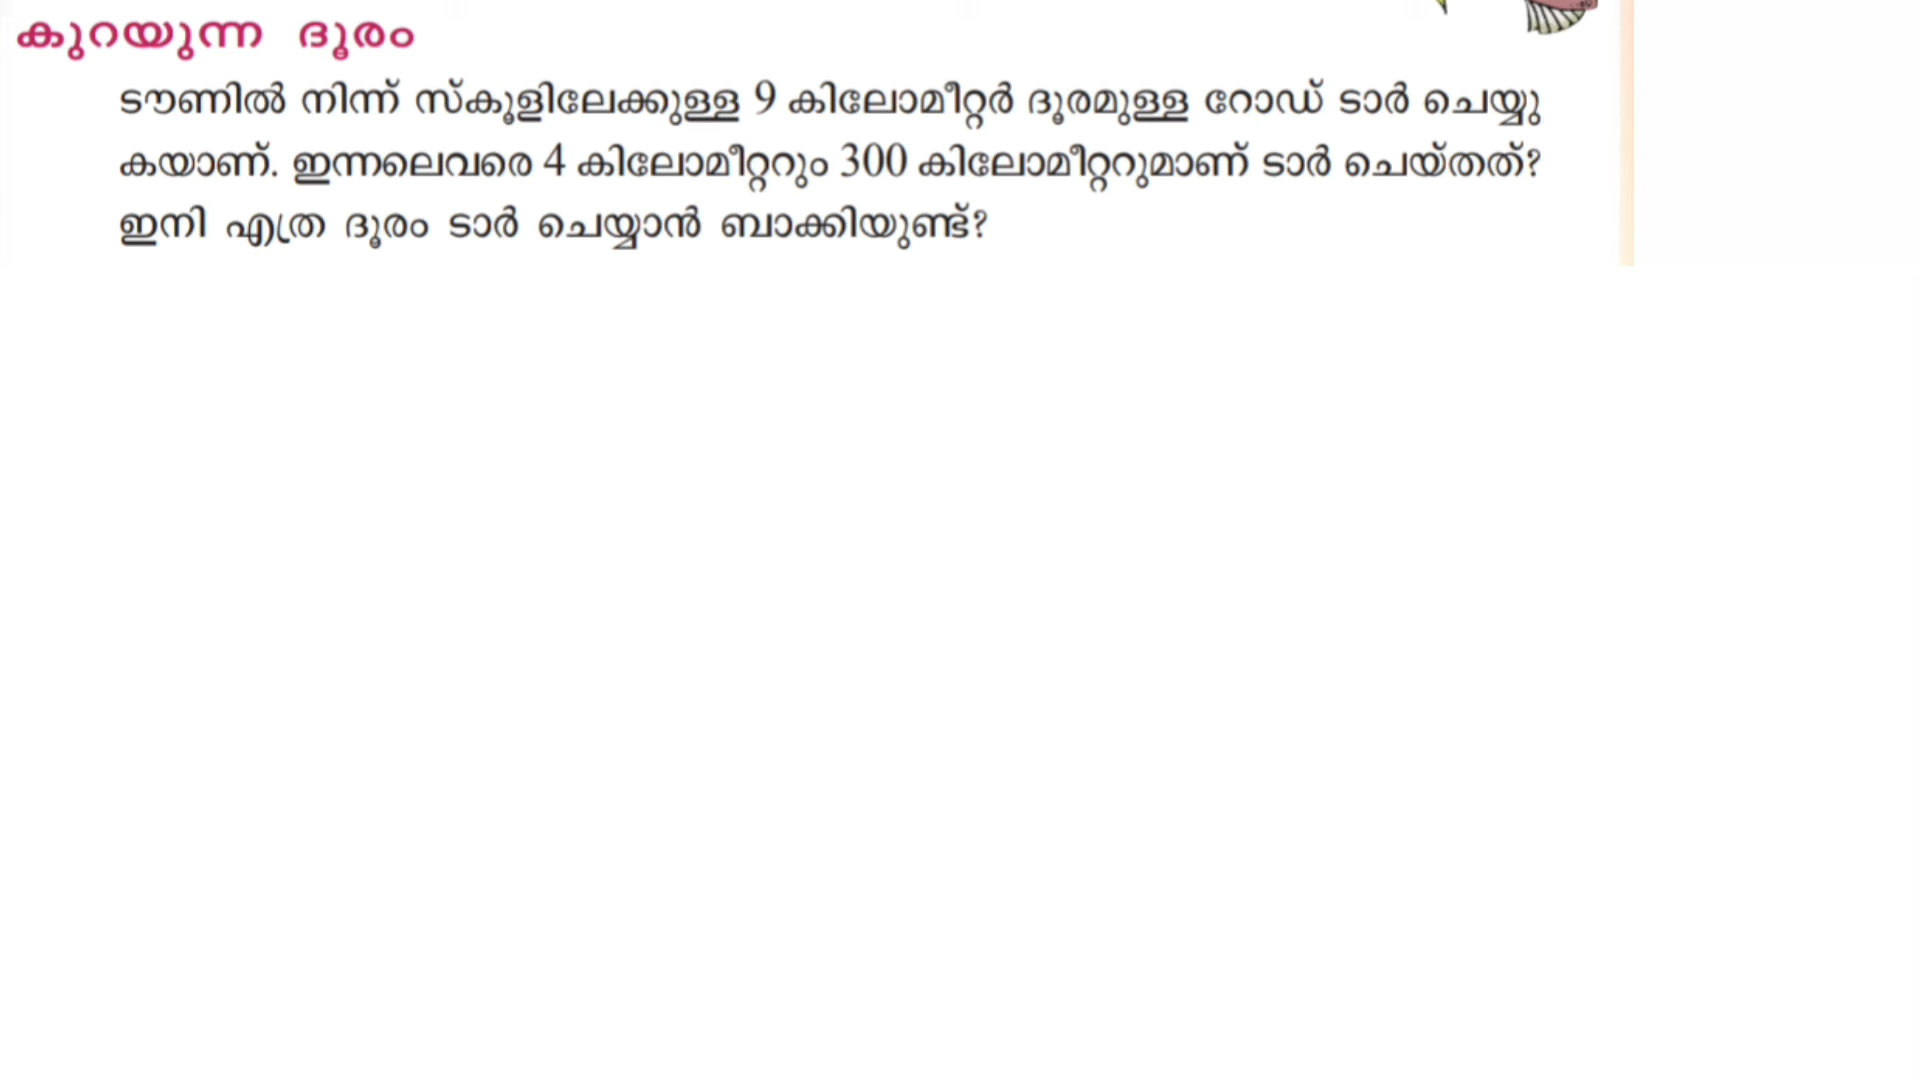 കുറയുന്ന ദൂരം
ടൗണിൽ നിന്ന് സ്കൂളിലേക്കുള്ള 9 കിലോമീറ്റർ ദൂരമുള്ള റോഡ് ടാർ ചെയ്യു
കയാണ്. ഇന്നലെവരെ 4 കിലോമീറ്ററും 300 കിലോമീറ്ററുമാണ് ടാർ ചെയ്തത്?
ഇനി എത്ര ദൂരം ടാർ ചെയ്യാൻ ബാക്കിയുണ്ട്?